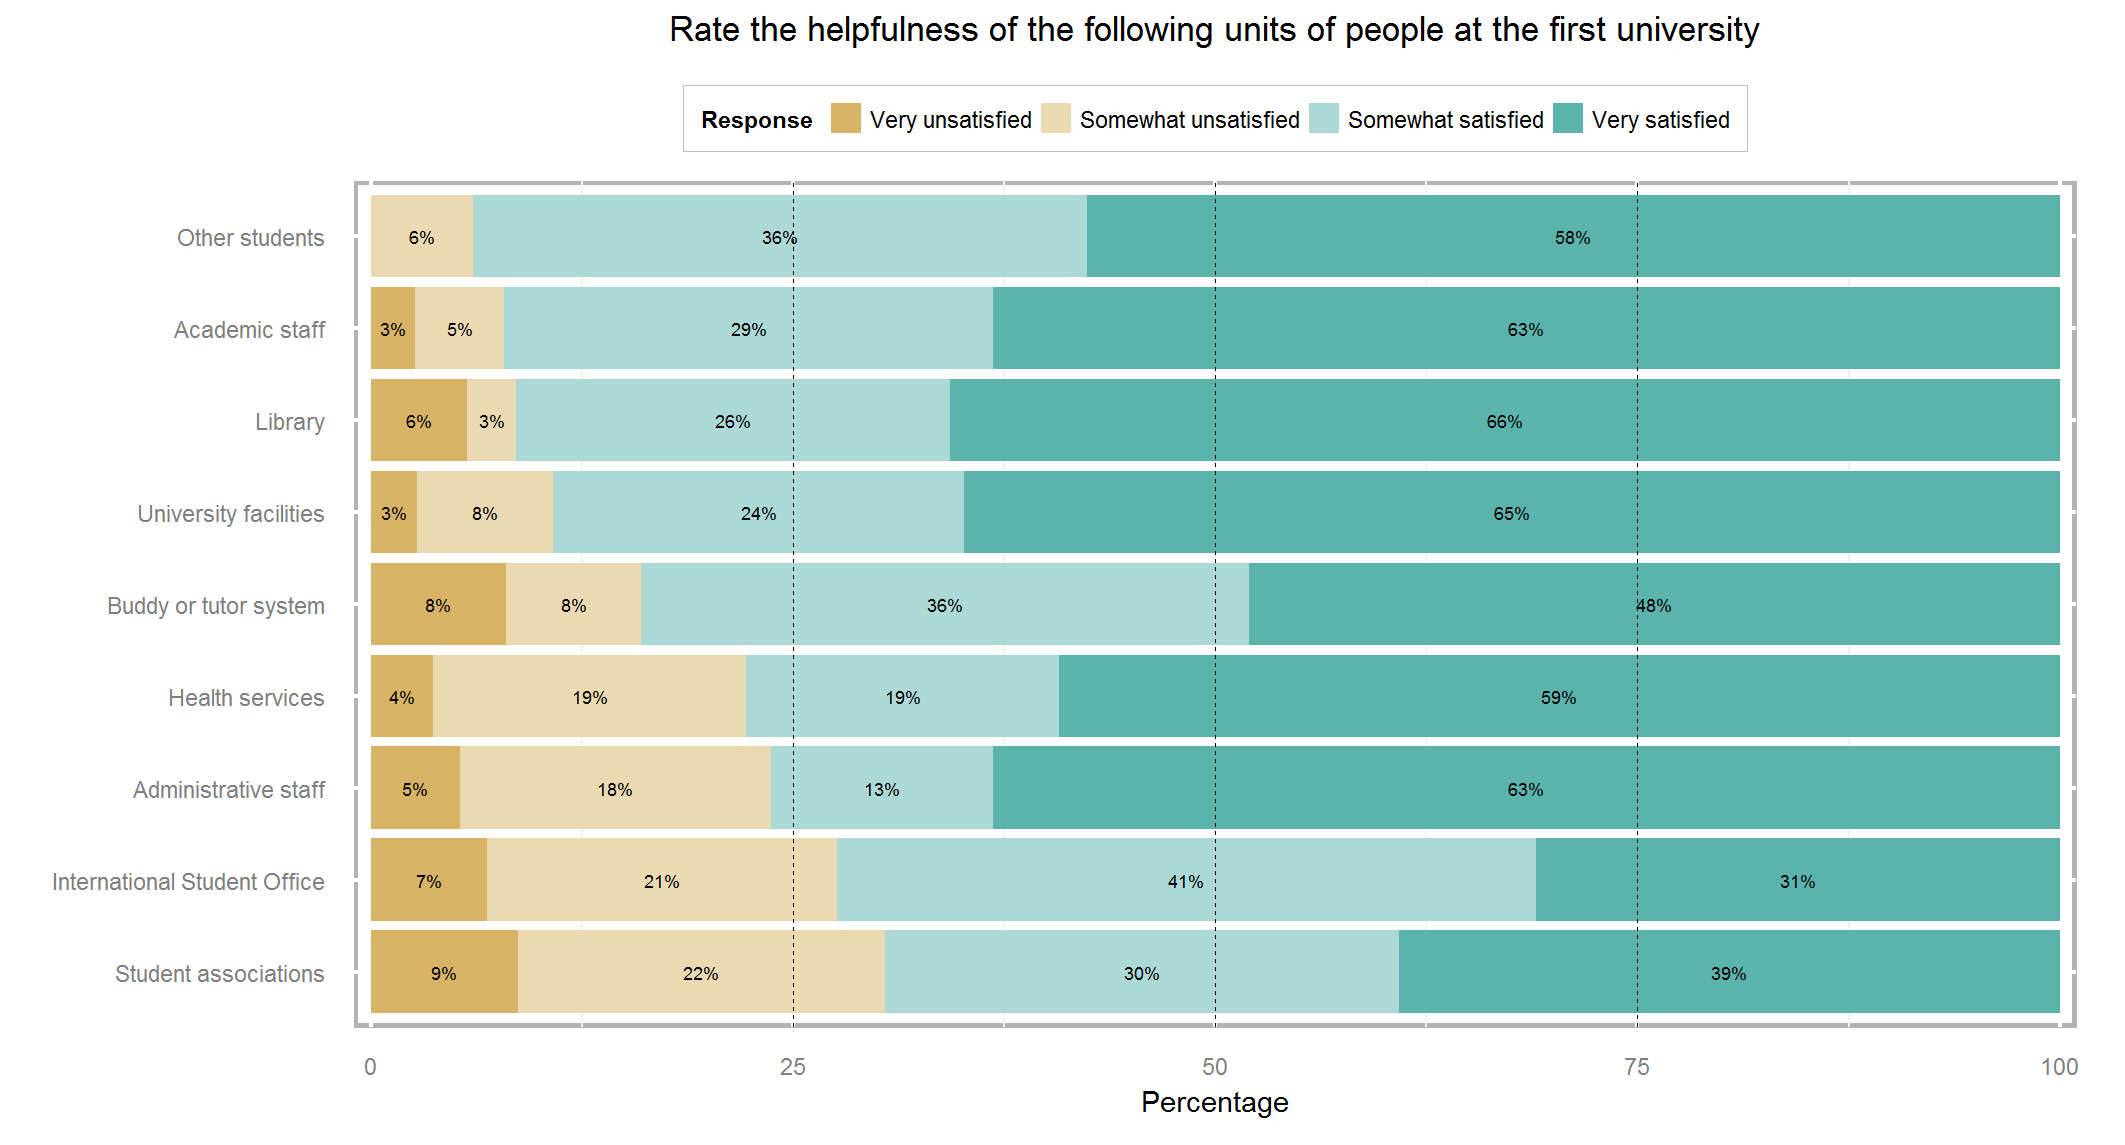 Rate the helpfulness of the following units of people at the first university
Response Very unsatisfied Somewhat unsatisfied Somewhat satisfied Very satisfied
Other students 6% 36% 58%
Academic staff 3% 5% 29% 63%
Library 6% 3% 26% 66%
University facilities 3% 8% 24% 65%
Buddy or tutor system 8% 8% 36% 48%
Health services 4% 19% 19% 59%
Administrative staff 5% 18% 13% 63%
International Student Office 7% 21% 41% 31%
Student associations 9% 22% 30% 39%
0 25 50 75 100
Percentage